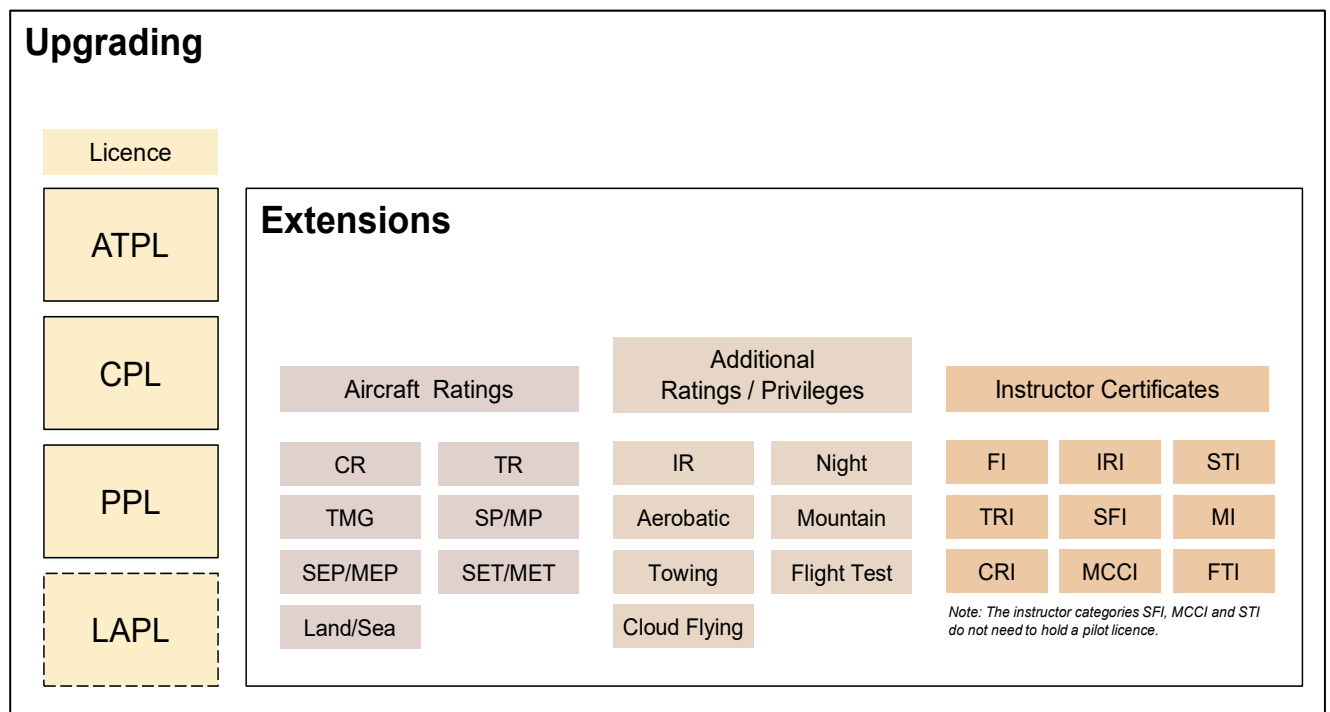 Upgrading
Licence
ATPL
CPL
PPL
LAPL
Extensions
Aircraft Ratings
CR
TR
TMG
SP/MP
SEP/MEP
SET/MET
Land/Sea
Additional
Ratings / Privileges
IR
Night
Aerobatic
Mountain
Towing
Flight Test
Cloud Flying
Instructor Certificates
FI
IRI
STI
TRI
SFI
MI
CRI
MCCI
FTI
Note: The instructor categories SFI, MCCI and STI
do not need to hold a pilot licence.